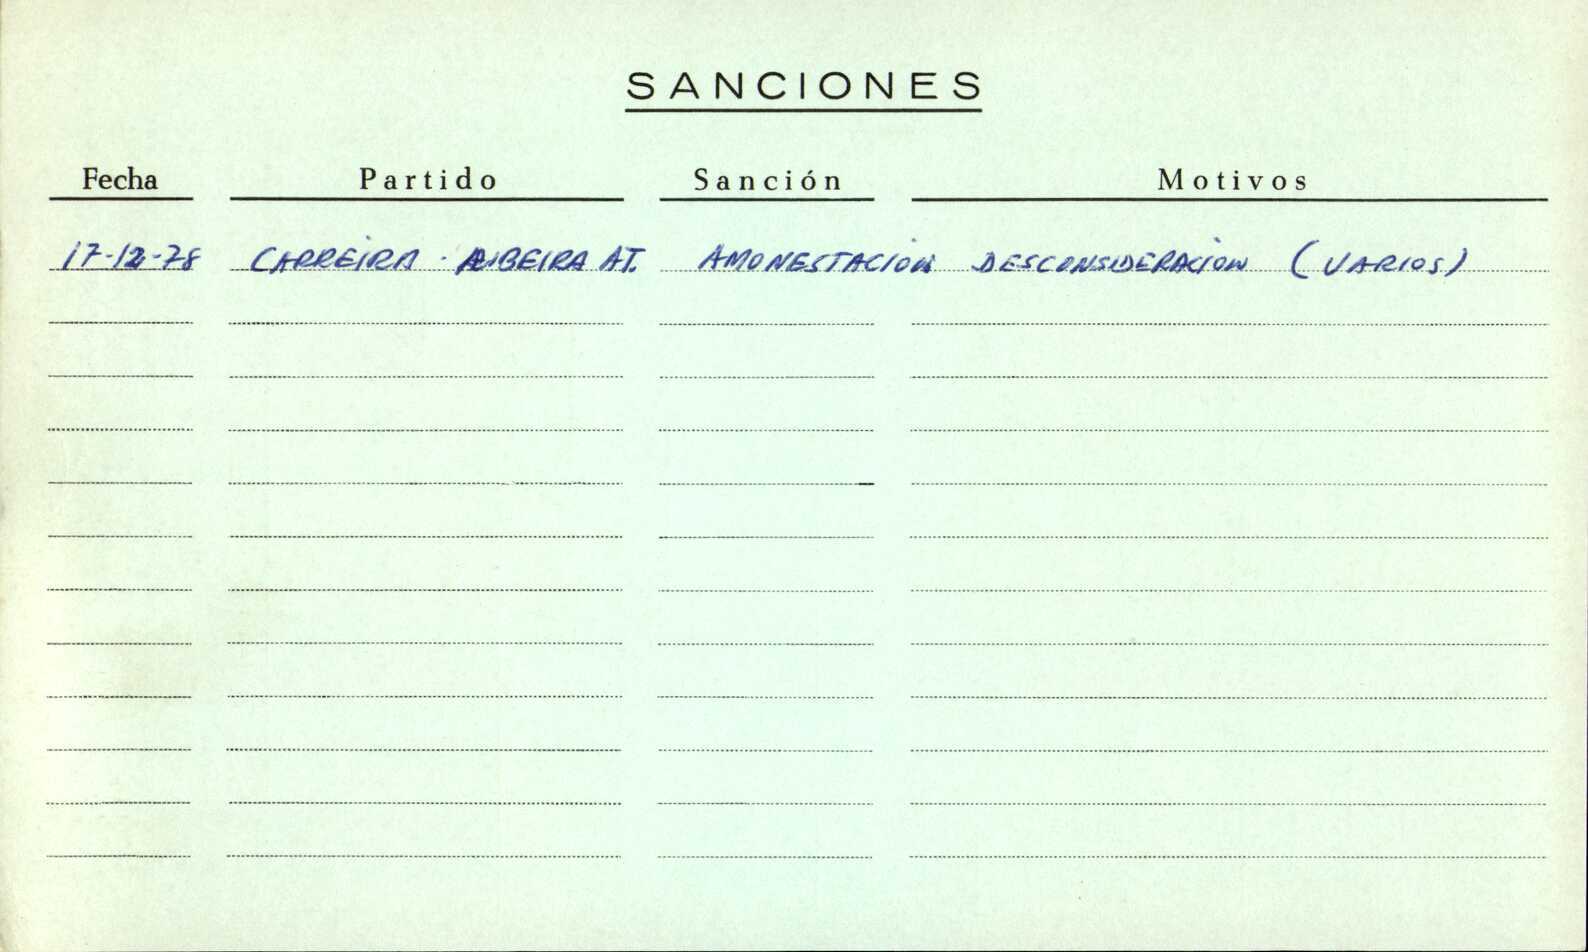 SANCIONES
Fecha Partido Sanción Motivos
17-12-78 CARREIRA - RIBEIRA AT. AMONESTACION DESCONSIDERACION (VARIOS)